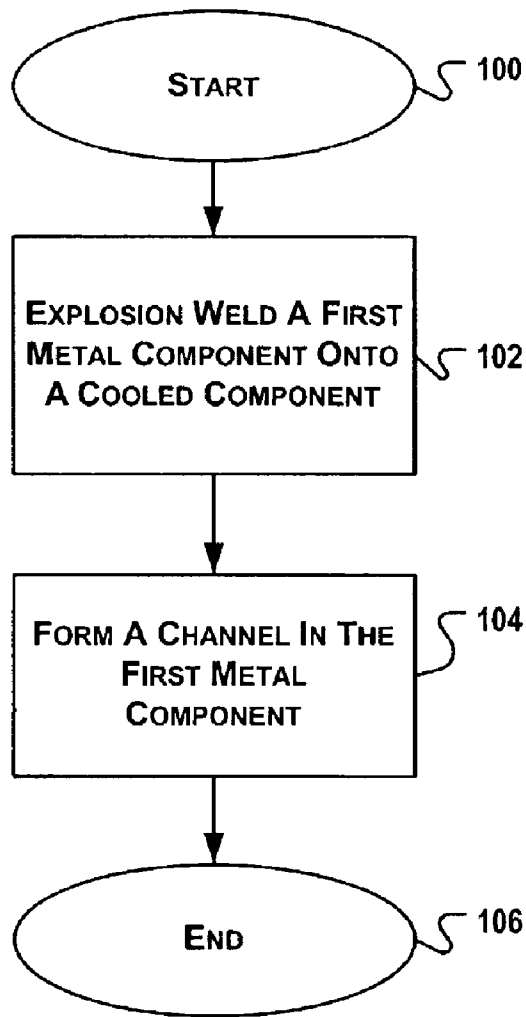 START
100
EXPLOSION WELD A FIRST
METAL COMPONENT ONTO
A COOLED COMPONENT
102
FORM A CHANNEL IN THE
FIRST METAL
COMPONENT
104
END
106